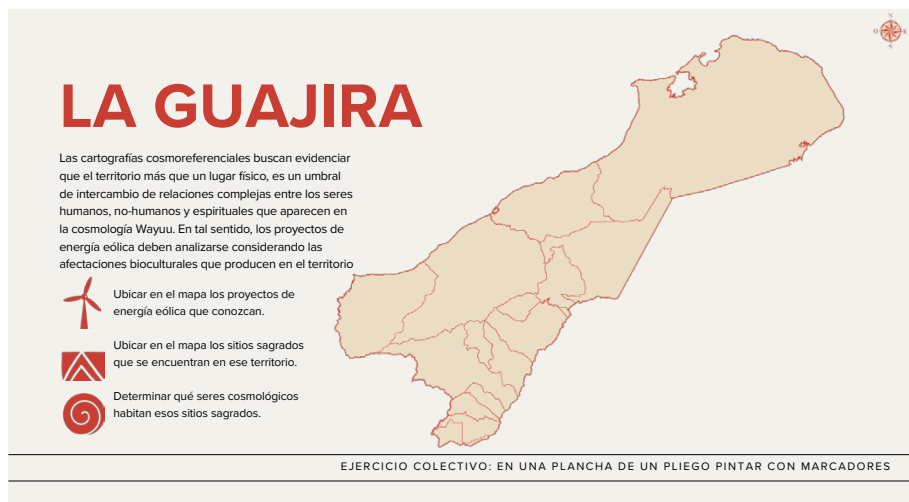 N
O
E
S
LA GUAJIRA
Las cartografías cosmoreferenciales buscan evidenciar
que el territorio más que un lugar físico, es un umbral
de intercambio de relaciones complejas entre los seres
humanos, no-humanos y espirituales que aparecen en
la cosmología Wayuu. En tal sentido, los proyectos de
energía eólica deben analizarse considerando las
afectaciones bioculturales que producen en el territorio
Ubicar en el mapa los proyectos de
energía eólica que conozcan.
Ubicar en el mapa los sitios sagrados
que se encuentran en ese territorio.
Determinar qué seres cosmológicos
habitan esos sitios sagrados.
EJERCICIO COLECTIVO: EN UNA PLANCHA DE UN PLIEGO PINTAR CON MARCADORES